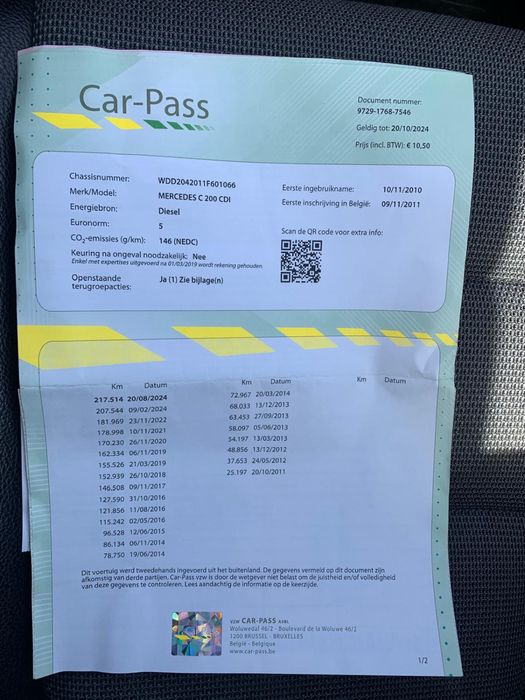 Car-Pass
Document nummer:
9729-1768-7546
Geldig tot: 20/10/2024
Prijs (incl. BTW): € 10,50
Chassisnummer: WDD2042011F601066
Merk/Model: MERCEDES C 200 CDI
Energiebron: Diesel
Euronorm: 5
CO₂-emissies (g/km): 146 (NEDC)
Keuring na ongeval noodzakelijk: Nee
Enkel met expertises uitgevoerd na 01/03/2019 wordt rekening gehouden.
Openstaande terugroepacties: Ja (1) Zie bijlage(n)
Eerste ingebruikname: 10/11/2010
Eerste inschrijving in België: 09/11/2011
Scan de QR code voor extra info:
Km Datum
217.514 20/08/2024
207.544 09/02/2024
181.969 23/11/2022
178.998 10/11/2021
170.230 26/11/2020
162.334 06/11/2019
155.526 21/03/2019
152.939 26/10/2018
146.508 09/11/2017
127.590 31/10/2016
121.856 11/08/2016
115.242 02/05/2016
96.528 12/06/2015
86.134 06/11/2014
78.750 19/06/2014
Km Datum
72.967 20/03/2014
68.033 13/12/2013
63.453 27/09/2013
58.097 05/06/2013
54.197 13/03/2013
48.856 13/12/2012
37.653 24/05/2012
25.197 20/10/2011
Km Datum
Dit voertuig werd tweedehands ingevoerd uit het buitenland. De gegevens vermeld op dit document zijn
afkomstig van derde partijen. Car-Pass vzw is door de wetgever niet belast om de juistheid en/of volledigheid
van deze gegevens te controleren. Lees aandachtig de informatie op de keerzijde.
VZW CAR-PASS ASBL
Woluwedal 46/2 - Boulevard de la Woluwe 46/2
1200 BRUSSEL - BRUXELLES
België - Belgique
www.car-pass.be
1/2